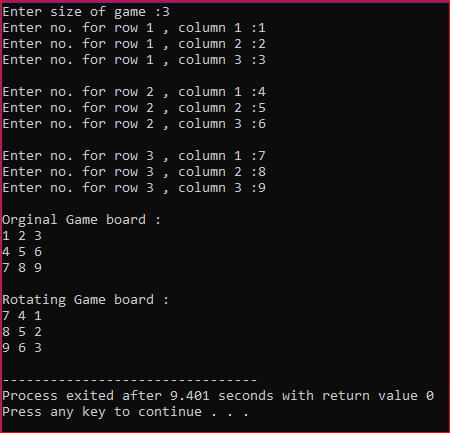 Enter size of game :3
Enter no. for row 1 , column 1 :1
Enter no. for row 1 , column 2 :2
Enter no. for row 1 , column 3 :3

Enter no. for row 2 , column 1 :4
Enter no. for row 2 , column 2 :5
Enter no. for row 2 , column 3 :6

Enter no. for row 3 , column 1 :7
Enter no. for row 3 , column 2 :8
Enter no. for row 3 , column 3 :9

Orginal Game board :
1 2 3
4 5 6
7 8 9

Rotating Game board :
7 4 1
8 5 2
9 6 3

--------------------------------
Process exited after 9.401 seconds with return value 0
Press any key to continue . . .